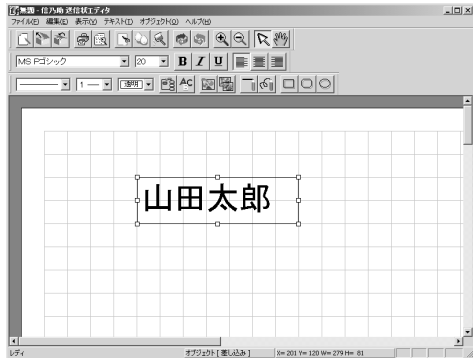 無題 - 信乃助 送信状エディタ
ファイル(F) 編集(E) 表示(V) テキスト(T) オブジェクト(O) ヘルプ(H)
MS Pゴシック 20 B I U
1 透明 AC
山田太郎
レディ オブジェクト [ 差し込み ] X= 201 Y= 120 W= 279 H= 81